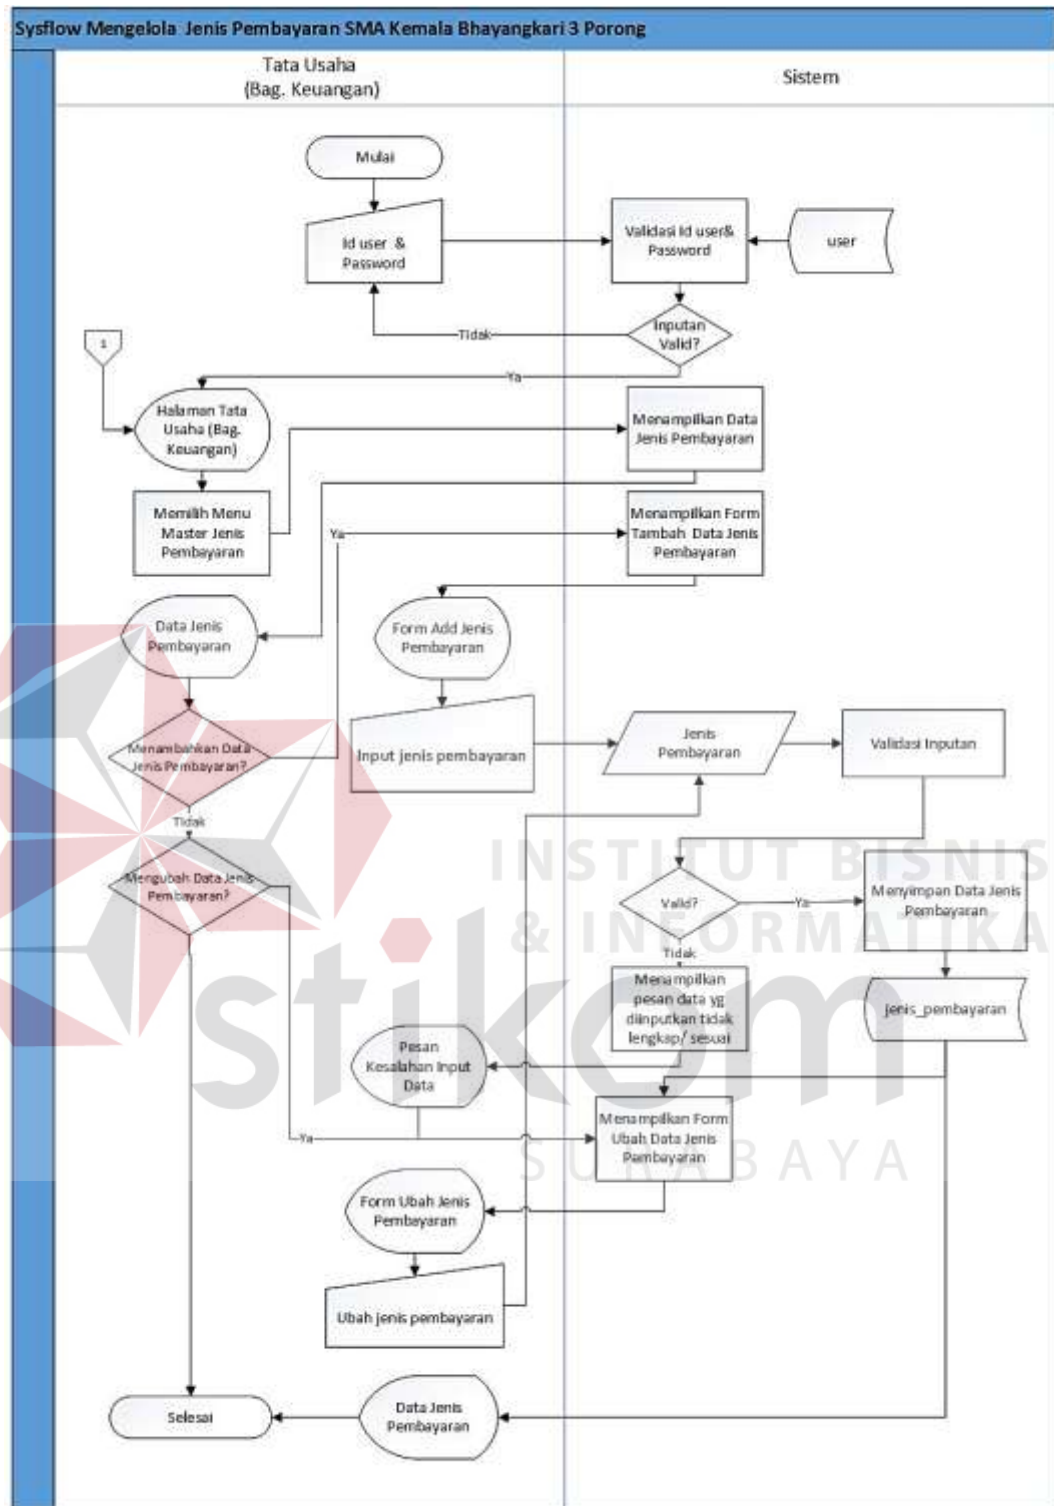 Sysflow Mengelola Jenis Pembayaran SMA Kemala Bhayangkari 3 Porong
Tata Usaha
(Bag. Keuangan)
Sistem
Mulai
Id user &
Password
Validasi Id user&
Password
user
Inputan
Valid?
Tidak
Ya
1
Halaman Tata
Usaha (Bag.
Keuangan)
Menampilkan Data
Jenis Pembayaran
Memilih Menu
Master Jenis
Pembayaran
Ya
Menampilkan Form
Tambah Data Jenis
Pembayaran
Data Jenis
Pembayaran
Form Add Jenis
Pembayaran
Menambahkan Data
Jenis Pembayaran?
Input jenis pembayaran
Jenis
Pembayaran
Validasi Inputan
Tidak
Mengubah Data Jenis
Pembayaran?
Valid?
Ya
Menyimpan Data Jenis
Pembayaran
Tidak
Menampilkan
pesan data yg
diinputkan tidak
lengkap/ sesuai
jenis_pembayaran
Pesan
Kesalahan Input
Data
Ya
Menampilkan Form
Ubah Data Jenis
Pembayaran
Form Ubah Jenis
Pembayaran
Ubah jenis pembayaran
Selesai
Data Jenis
Pembayaran
INSTITUT BISNIS
& INFORMATIKA
stikom
SURABAYA